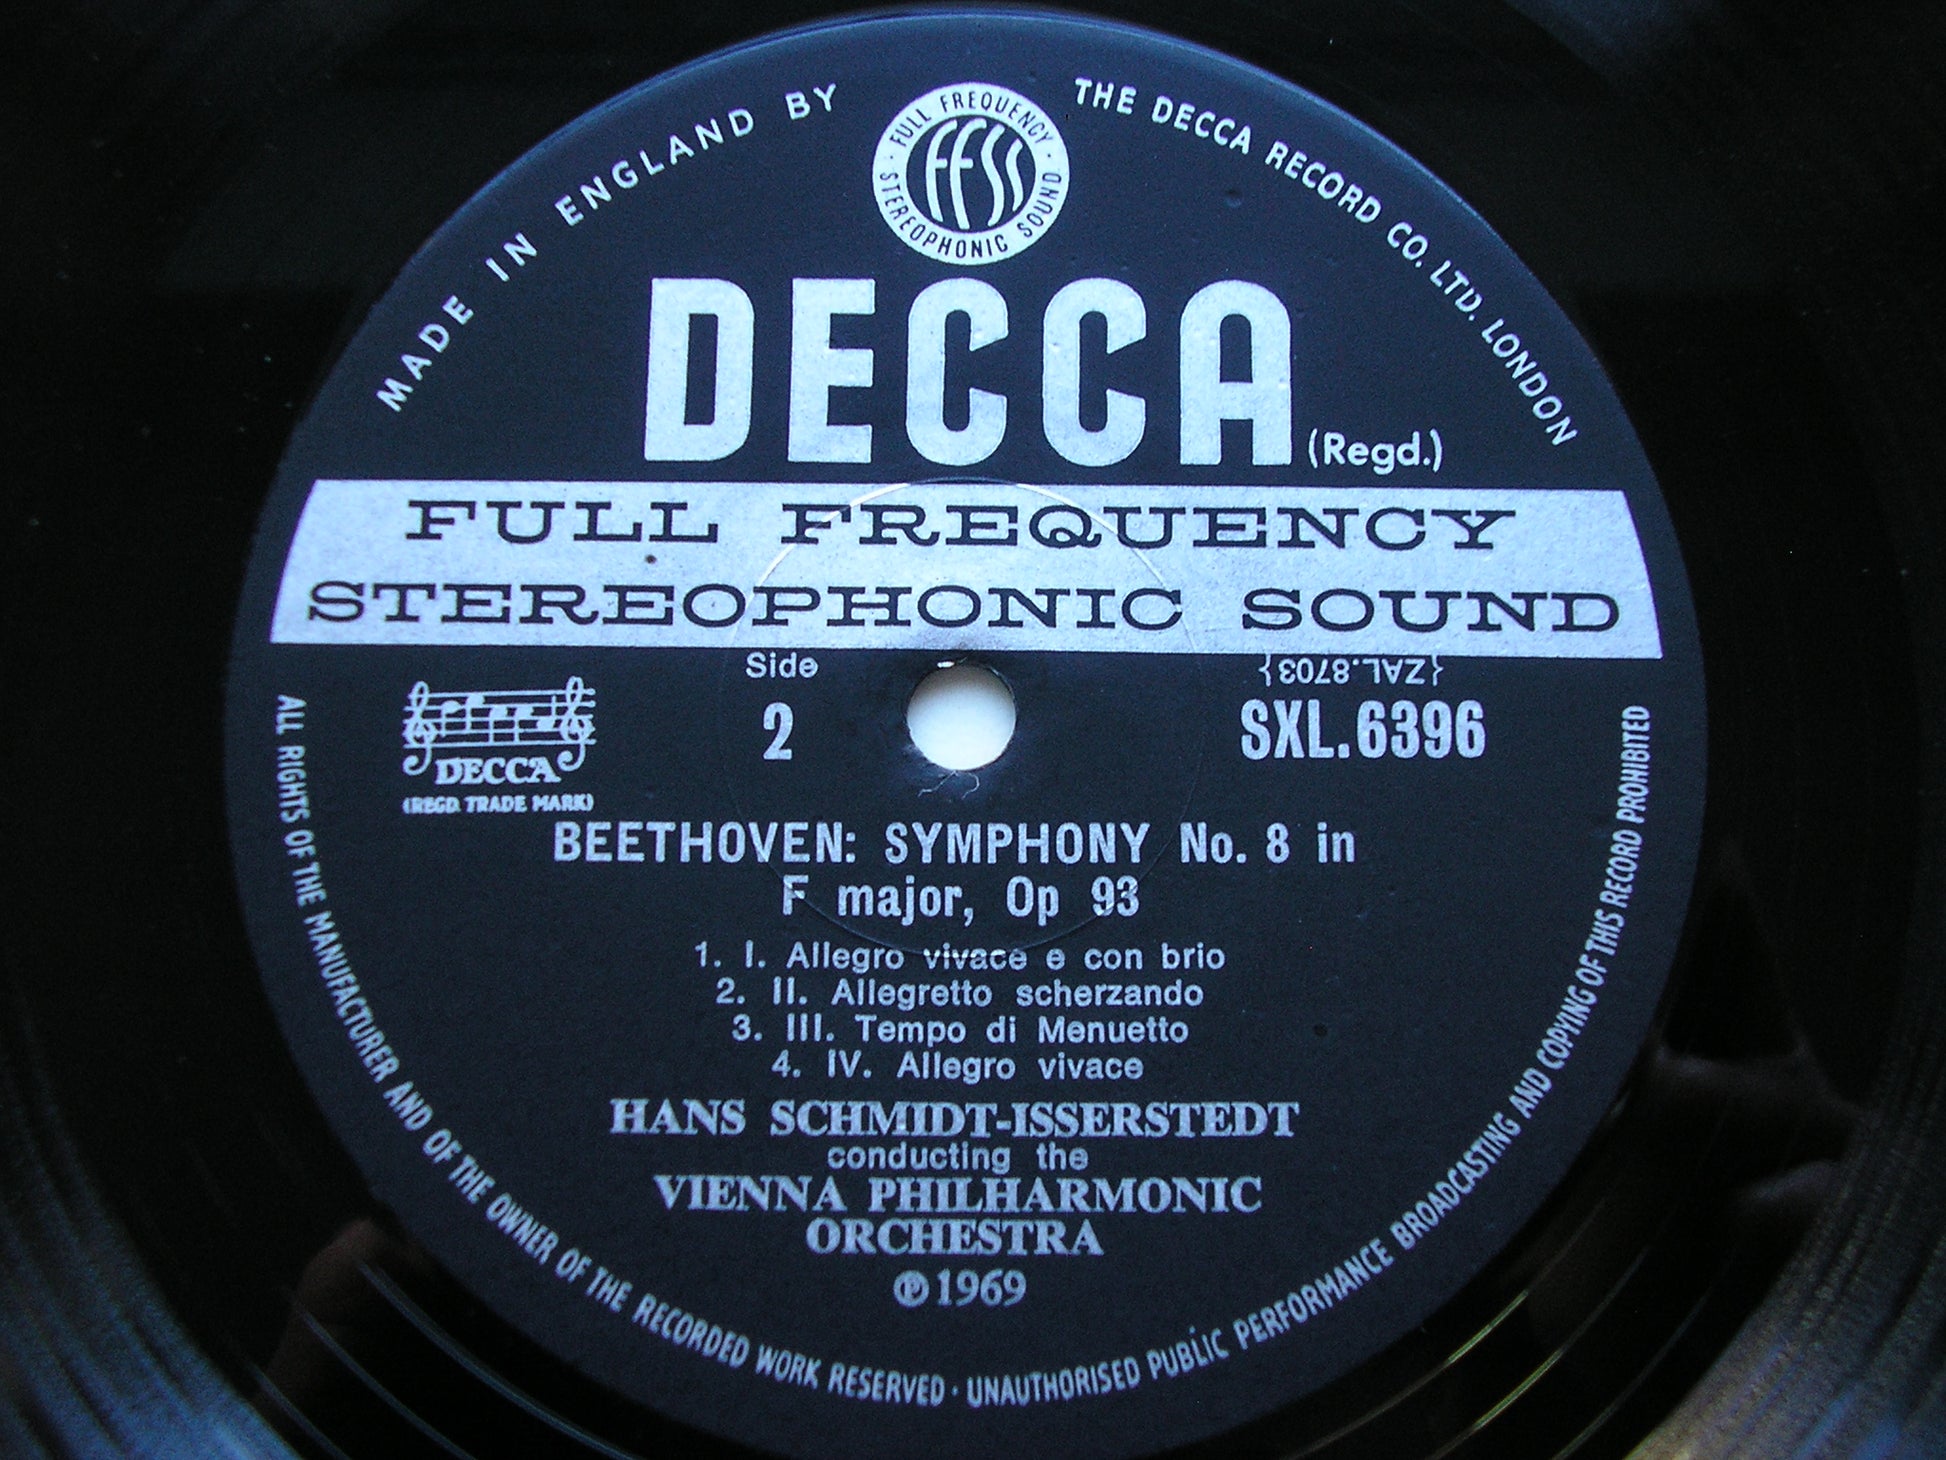 MADE IN ENGLAND BY
THE DECCA RECORD CO. LTD. LONDON
· FULL FREQUENCY ·
STEREOPHONIC SOUND
FFSS
DECCA (Regd.)
FULL FREQUENCY
STEREOPHONIC SOUND
Side
2
{ZAL.8703}
SXL.6396
DECCA
(REGD. TRADE MARK)
BEETHOVEN: SYMPHONY No. 8 in
F major, Op 93
1. I. Allegro vivace e con brio
2. II. Allegretto scherzando
3. III. Tempo di Menuetto
4. IV. Allegro vivace
HANS SCHMIDT-ISSERSTEDT
conducting the
VIENNA PHILHARMONIC
ORCHESTRA
℗1969
ALL RIGHTS OF THE MANUFACTURER AND OF THE OWNER OF THE RECORDED WORK RESERVED · UNAUTHORISED PUBLIC PERFORMANCE BROADCASTING AND COPYING OF THIS RECORD PROHIBITED